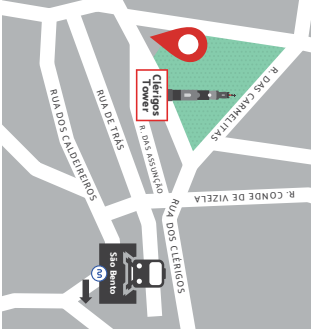 R. DAS CARMELITAS
Clérigos
Tower
RUA DE TRÁS
RUA DOS CALDEIREIROS
R. DAS ASSUNÇÃO
R. CONDE DE VIZELA
RUA DOS CLÉRIGOS
São Bento
M